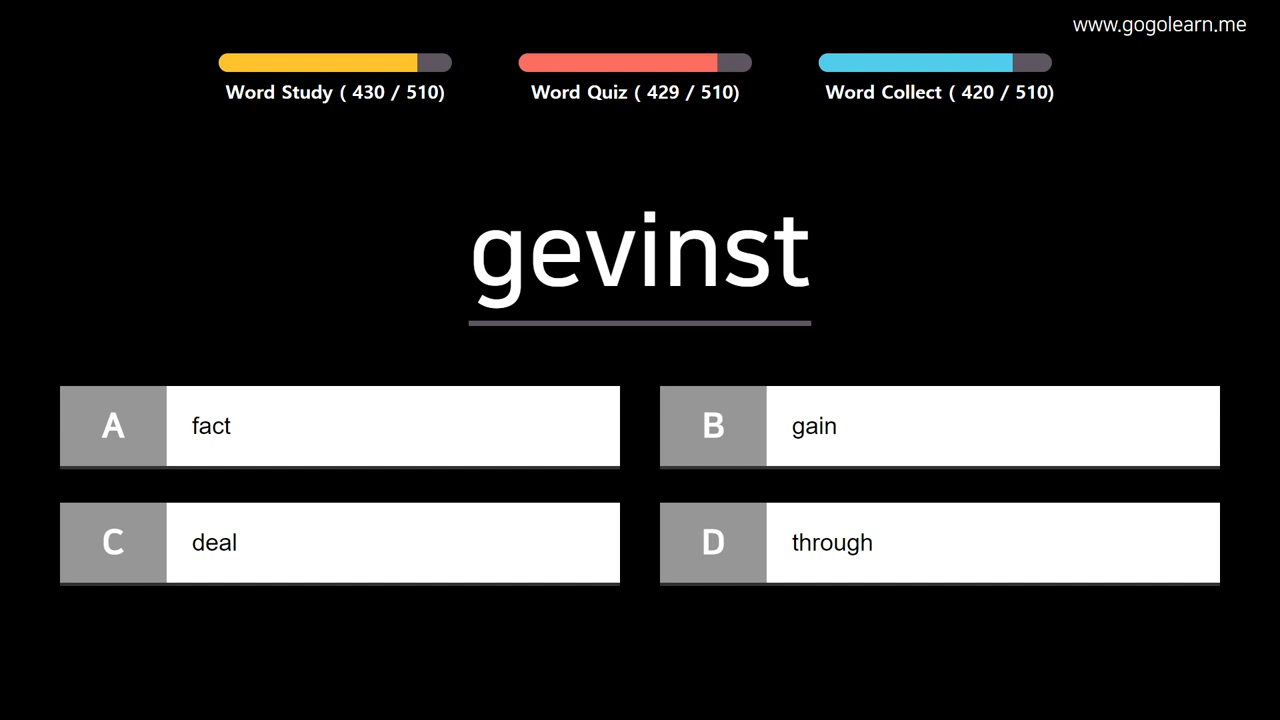 www.gogolearn.me
Word Study ( 430 / 510)
Word Quiz ( 429 / 510)
Word Collect ( 420 / 510)
gevinst
A fact
B gain
C deal
D through